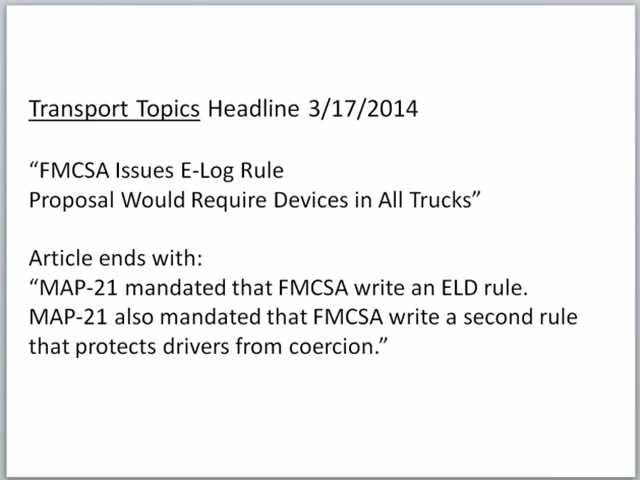 Transport Topics Headline 3/17/2014
“FMCSA Issues E-Log Rule
Proposal Would Require Devices in All Trucks”
Article ends with:
“MAP-21 mandated that FMCSA write an ELD rule.
MAP-21 also mandated that FMCSA write a second rule
that protects drivers from coercion.”